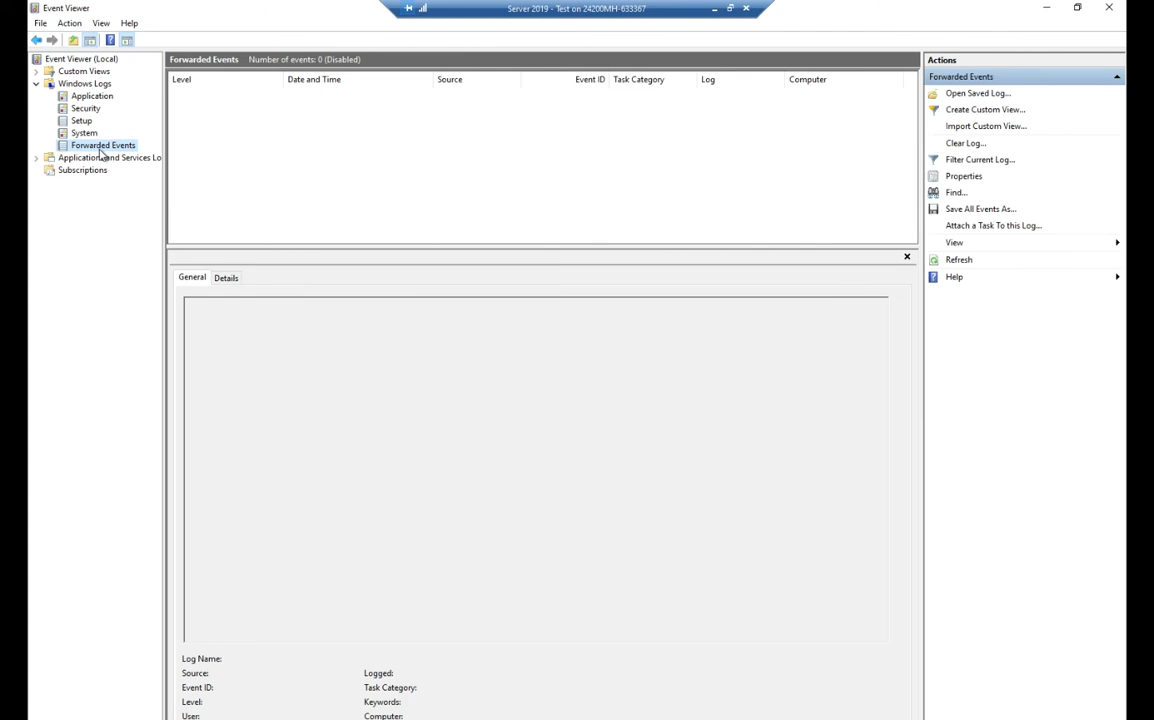 Event Viewer
Server 2019 - Test on 24200MH-633367
File Action View Help
Event Viewer (Local)
Custom Views
Windows Logs
Application
Security
Setup
System
Forwarded Events
Applications and Services Lo
Subscriptions
Forwarded Events Number of events: 0 (Disabled)
Level Date and Time Source Event ID Task Category Log Computer
General Details
Log Name:
Source: Logged:
Event ID: Task Category:
Level: Keywords:
User: Computer:
Actions
Forwarded Events
Open Saved Log...
Create Custom View...
Import Custom View...
Clear Log...
Filter Current Log...
Properties
Find...
Save All Events As...
Attach a Task To this Log...
View
Refresh
Help